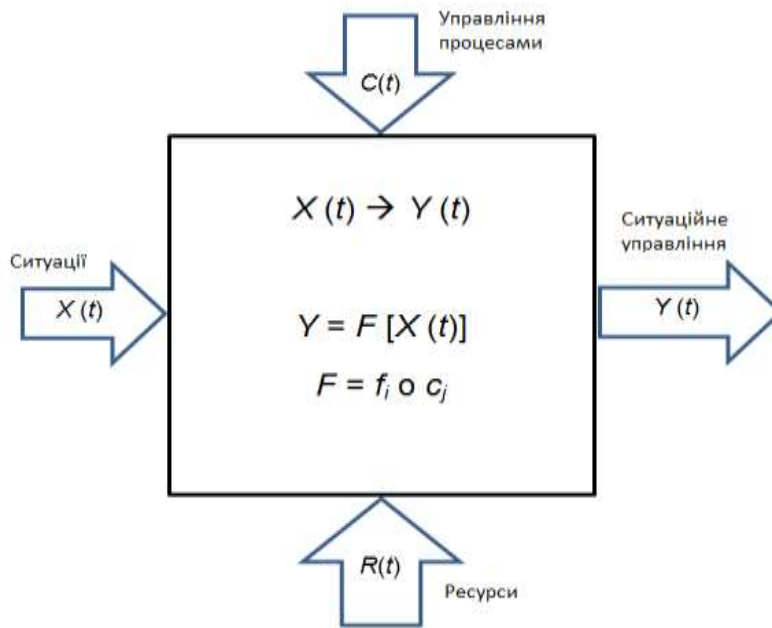 Управління
процесами
C(t)
X (t) → Y (t)
Ситуації
X (t)
Ситуаційне
управління
Y (t)
Y = F [X (t)]
F = fᵢ o cⱼ
R(t)
Ресурси